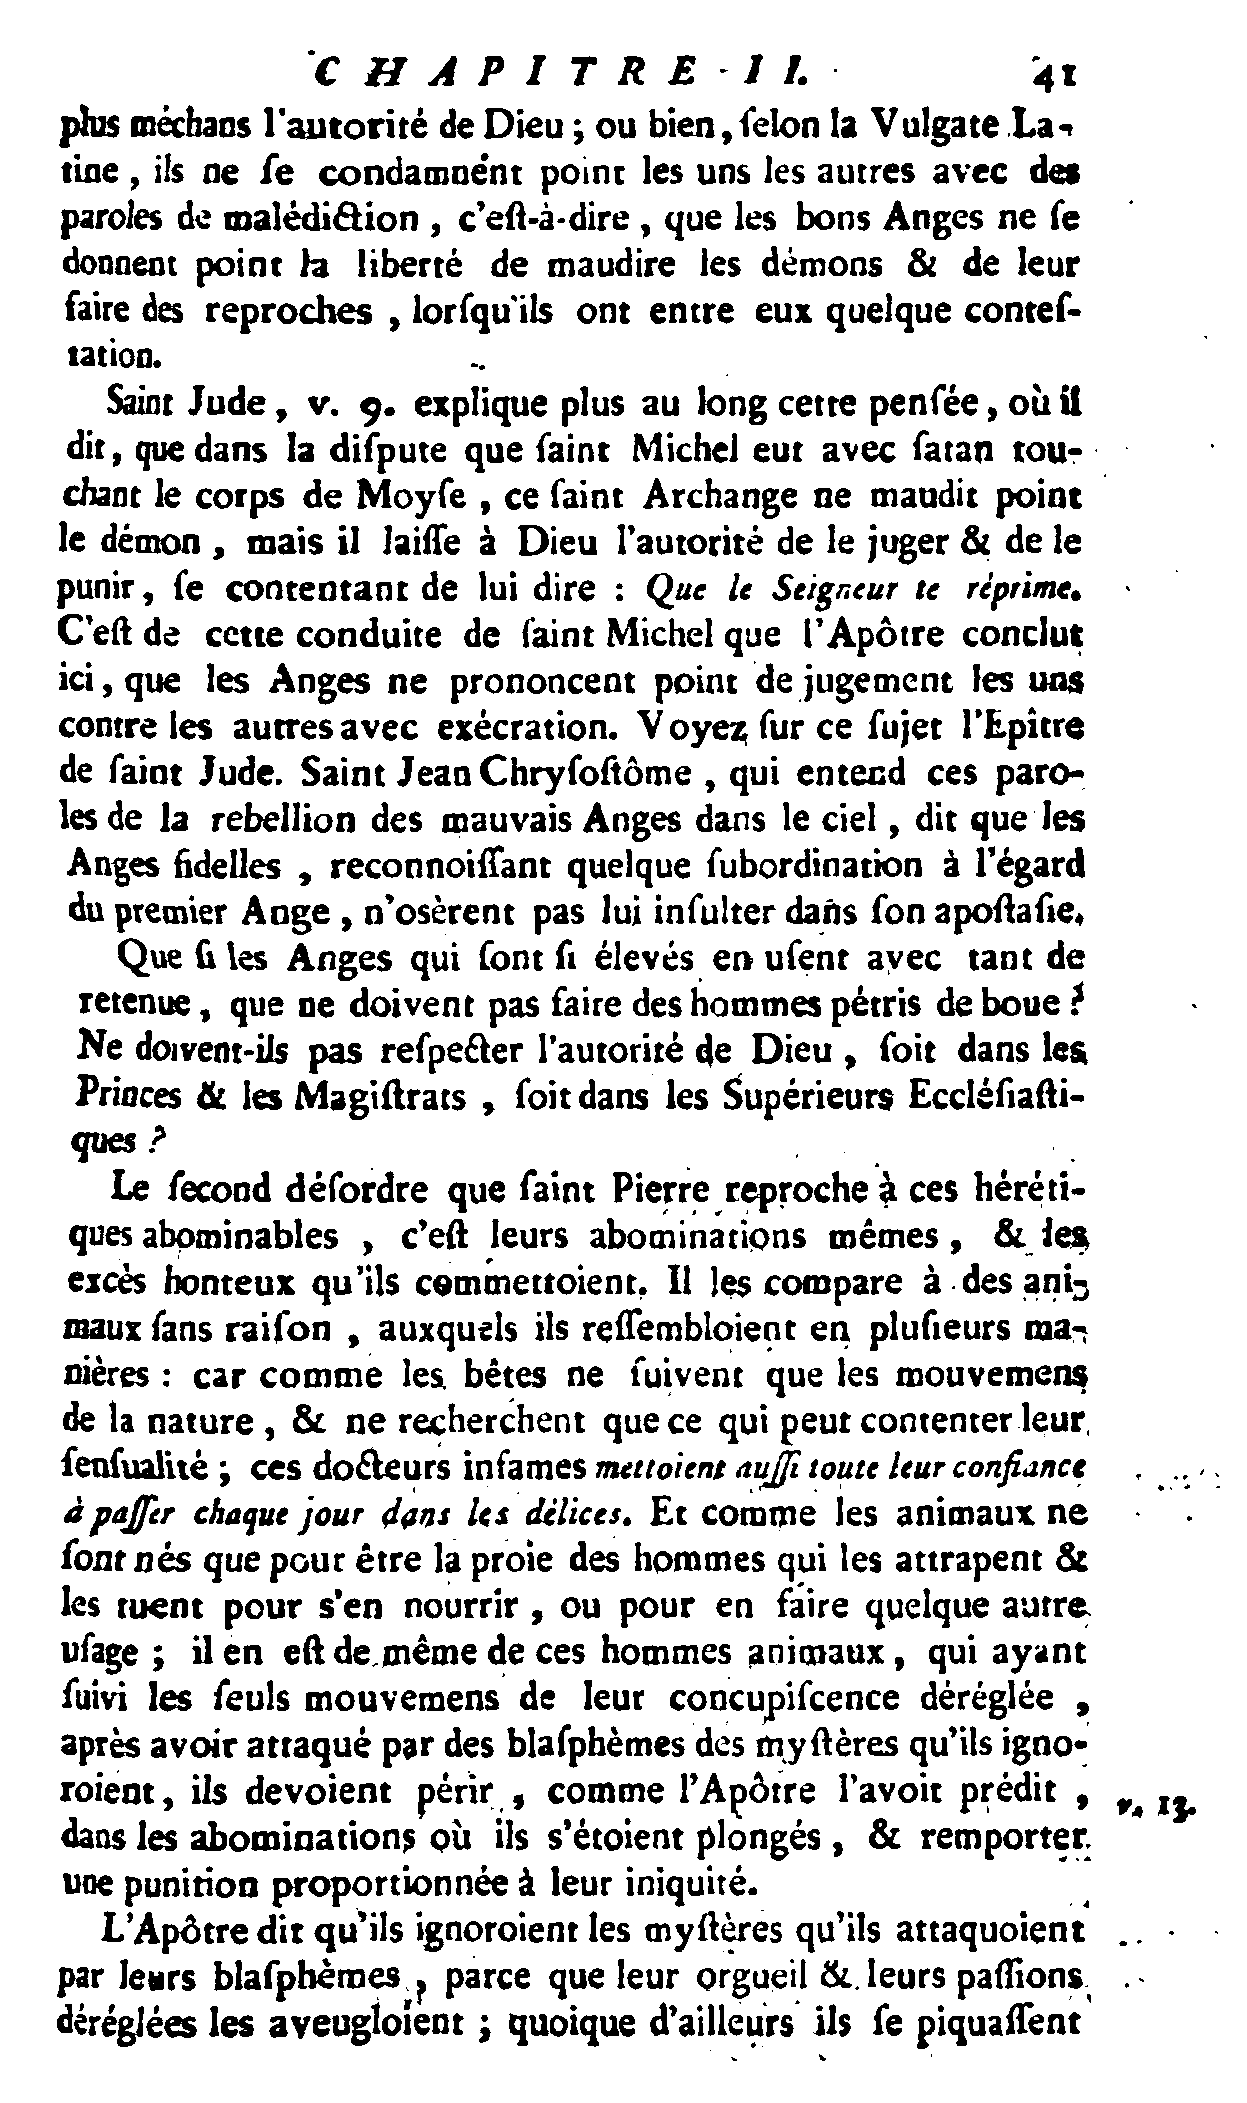 CHAPITRE II. 41
plus méchans l'autorité de Dieu ; ou bien, ſelon la Vulgate La-
tine, ils ne ſe condamnent point les uns les autres avec des
paroles de malédiction, c'eſt-à-dire, que les bons Anges ne ſe
donnent point la liberté de maudire les démons & de leur
faire des reproches, lorſqu'ils ont entre eux quelque conteſ-
tation.
Saint Jude, v. 9. explique plus au long cette penſée, où il
dit, que dans la diſpute que ſaint Michel eut avec ſatan tou-
chant le corps de Moyſe, ce ſaint Archange ne maudit point
le démon, mais il laiſſe à Dieu l'autorité de le juger & de le
punir, ſe contentant de lui dire : Que le Seigneur te réprime.
C'eſt de cette conduite de ſaint Michel que l'Apôtre conclut
ici, que les Anges ne prononcent point de jugement les uns
contre les autres avec exécration. Voyez ſur ce ſujet l'Epître
de ſaint Jude. Saint Jean Chryſoſtôme, qui entend ces paro-
les de la rebellion des mauvais Anges dans le ciel, dit que les
Anges fidelles, reconnoiſſant quelque ſubordination à l'égard
du premier Ange, n'osèrent pas lui inſulter dans ſon apoſtaſie.
Que ſi les Anges qui ſont ſi élevés en uſent avec tant de
retenue, que ne doivent pas faire des hommes pétris de boue ?
Ne doivent-ils pas reſpecter l'autorité de Dieu, ſoit dans les
Princes & les Magiſtrats, ſoit dans les Supérieurs Eccléſiaſti-
ques ?
Le ſecond déſordre que ſaint Pierre reproche à ces héréti-
ques abominables, c'eſt leurs abominations mêmes, & les
excès honteux qu'ils commettoient. Il les compare à des ani-
maux ſans raiſon, auxquels ils reſſembloient en pluſieurs ma-
nières : car comme les bêtes ne ſuivent que les mouvemens
de la nature, & ne recherchent que ce qui peut contenter leur
ſenſualité ; ces docteurs infames mettoient auſſi toute leur confiance
à paſſer chaque jour dans les délices. Et comme les animaux ne
ſont nés que pour être la proie des hommes qui les attrapent &
les tuent pour s'en nourrir, ou pour en faire quelque autre
uſage ; il en eſt de même de ces hommes animaux, qui ayant
ſuivi les ſeuls mouvemens de leur concupiſcence déréglée,
après avoir attaqué par des blaſphèmes des myſtères qu'ils igno-
roient, ils devoient périr, comme l'Apôtre l'avoit prédit, v. 13.
dans les abominations où ils s'étoient plongés, & remporter
une punition proportionnée à leur iniquité.
L'Apôtre dit qu'ils ignoroient les myſtères qu'ils attaquoient
par leurs blaſphèmes, parce que leur orgueil & leurs paſſions
déréglées les aveugloient ; quoique d'ailleurs ils ſe piquaſſent